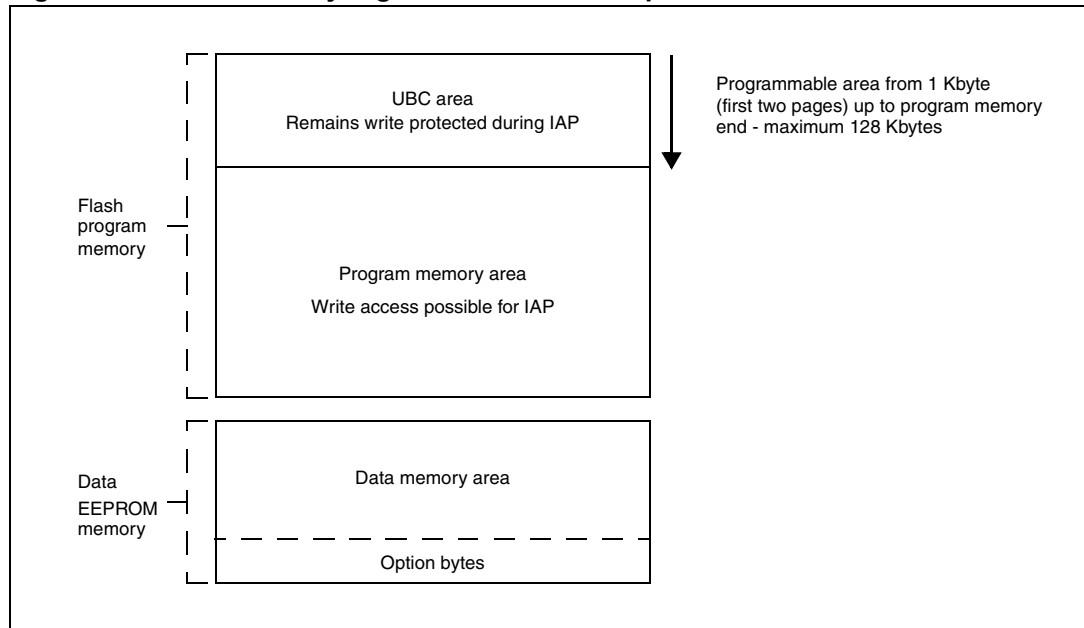 UBC area
Remains write protected during IAP
Programmable area from 1 Kbyte
(first two pages) up to program memory
end - maximum 128 Kbytes
Flash
program
memory
Program memory area
Write access possible for IAP
Data
EEPROM
memory
Data memory area
Option bytes